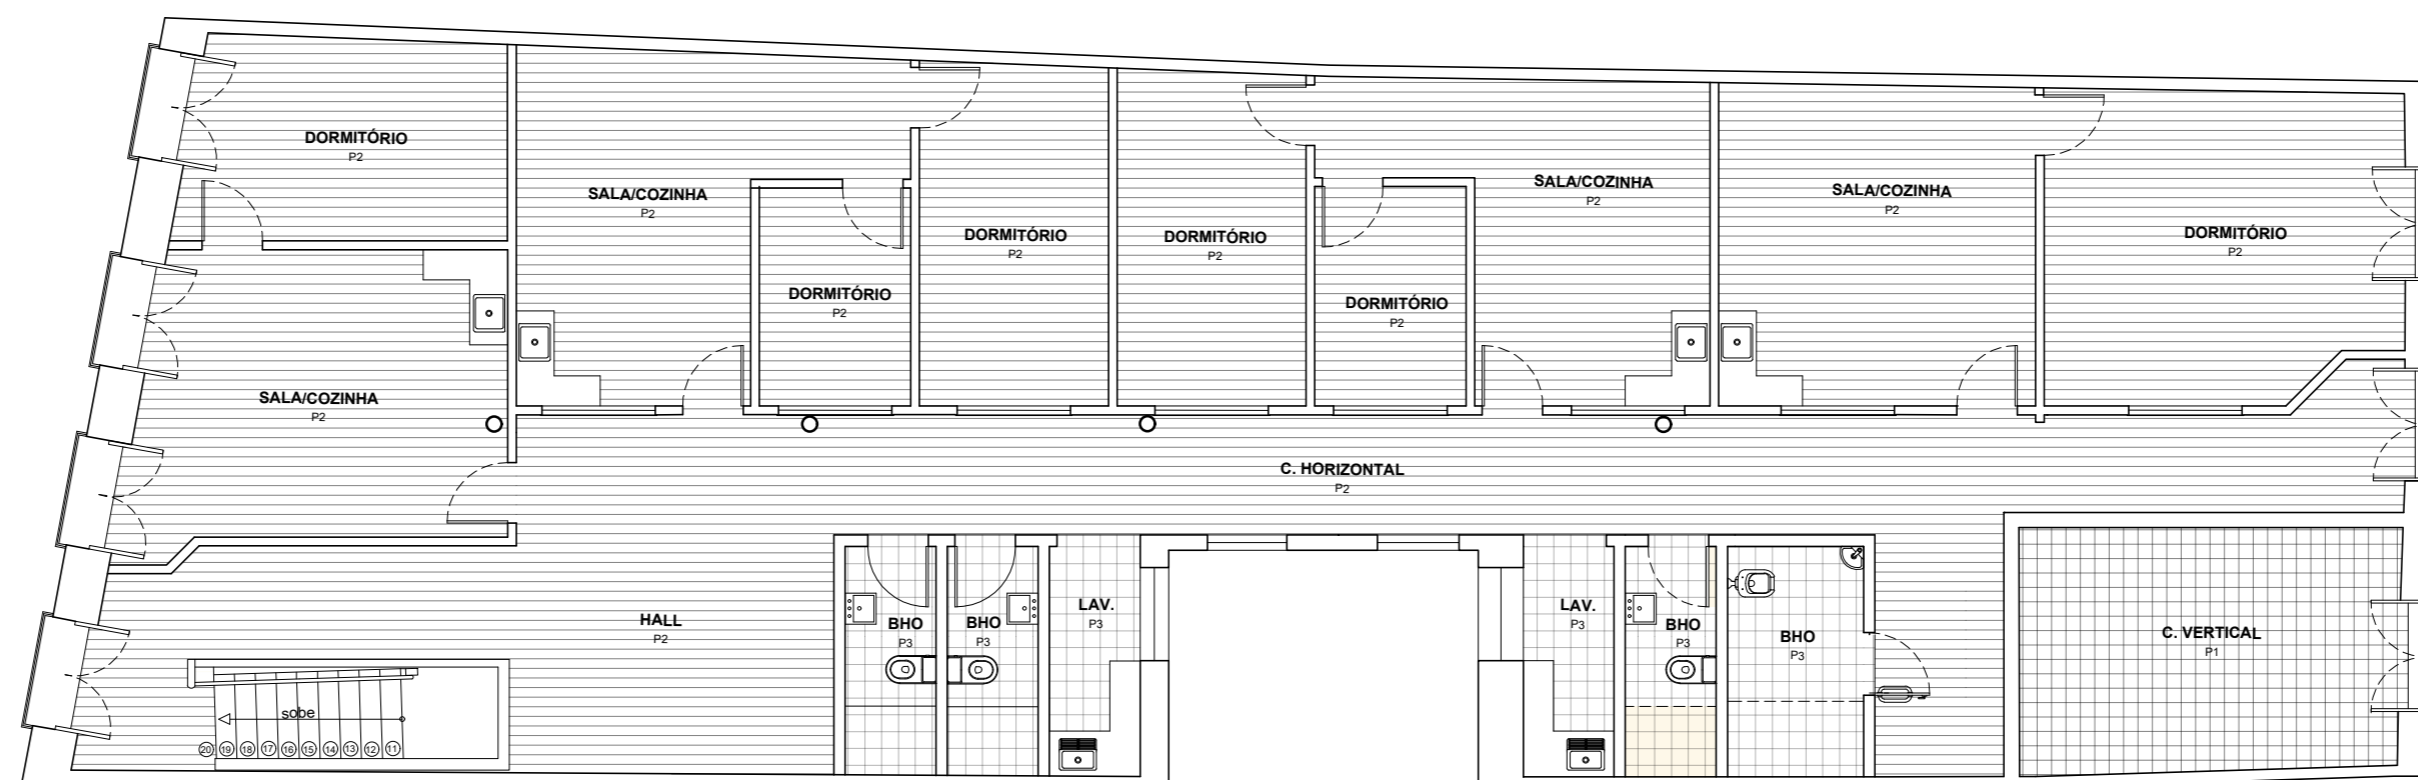 DORMITÓRIO
P2
SALA/COZINHA
P2
SALA/COZINHA
P2
DORMITÓRIO
P2
DORMITÓRIO
P2
DORMITÓRIO
P2
DORMITÓRIO
P2
DORMITÓRIO
P2
SALA/COZINHA
P2
SALA/COZINHA
P2
DORMITÓRIO
P2
C. HORIZONTAL
P2
HALL
P2
BHO
P3
BHO
P3
LAV.
P3
LAV.
P3
BHO
P3
BHO
P3
C. VERTICAL
P1
sobe
20 19 18 17 16 15 14 13 12 11